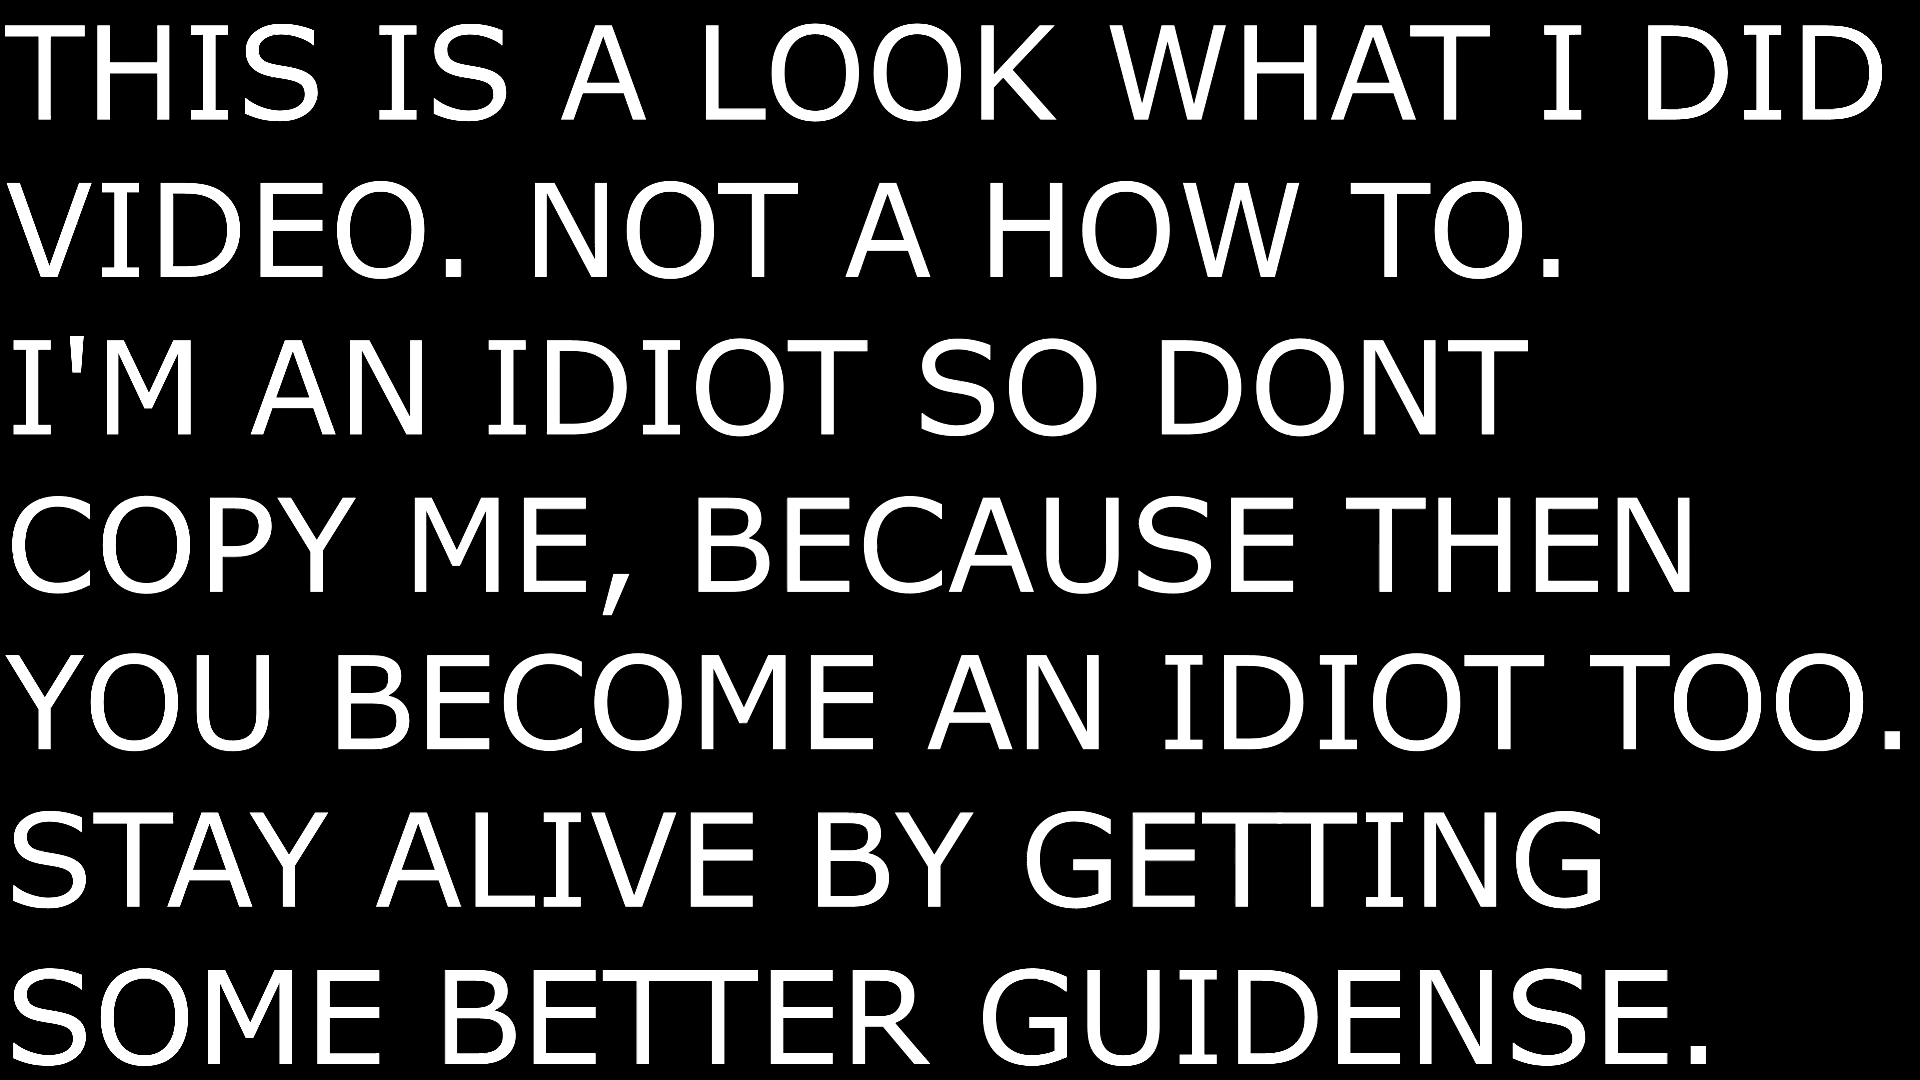 THIS IS A LOOK WHAT I DID
VIDEO. NOT A HOW TO.
I'M AN IDIOT SO DONT
COPY ME, BECAUSE THEN
YOU BECOME AN IDIOT TOO.
STAY ALIVE BY GETTING
SOME BETTER GUIDENSE.